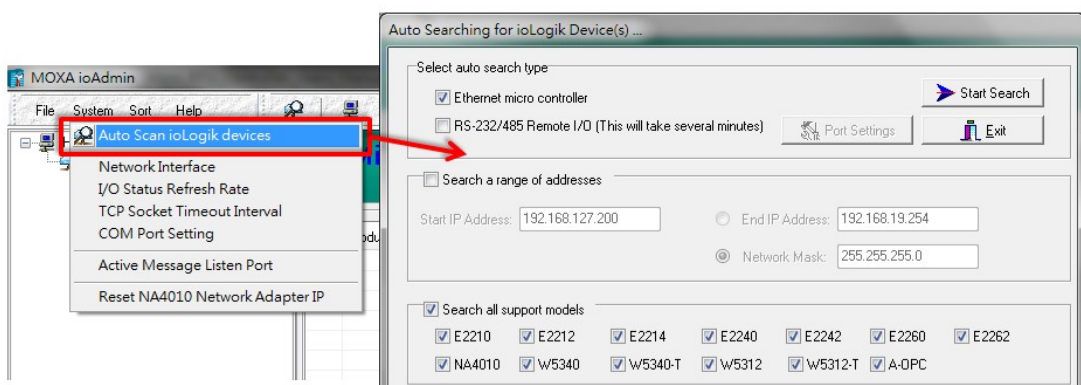 MOXA ioAdmin
File System Sort Help
Auto Scan ioLogik devices
Network Interface
I/O Status Refresh Rate
TCP Socket Timeout Interval
COM Port Setting
Active Message Listen Port
Reset NA4010 Network Adapter IP
Auto Searching for ioLogik Device(s) ...
Select auto search type
Ethernet micro controller
Start Search
RS-232/485 Remote I/O (This will take several minutes)
Port Settings
Exit
Search a range of addresses
Start IP Address: 192.168.127.200
End IP Address: 192.168.19.254
Network Mask: 255.255.255.0
Search all support models
E2210 E2212 E2214 E2240 E2242 E2260 E2262
NA4010 W5340 W5340-T W5312 W5312-T A-OPC